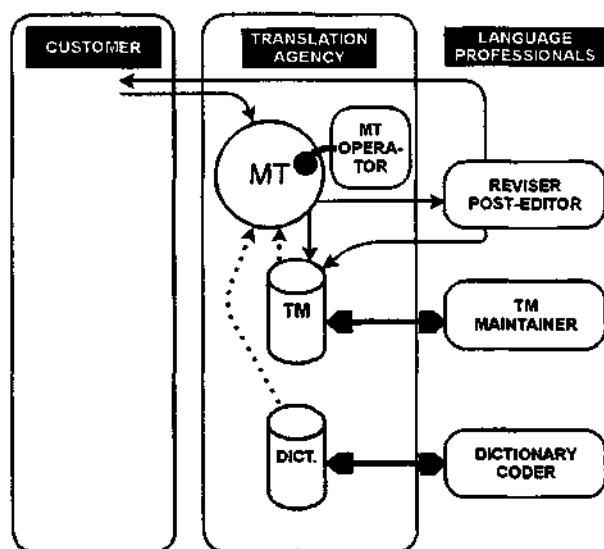 CUSTOMER
TRANSLATION
AGENCY
LANGUAGE
PROFESSIONALS
MT
MT
OPERA-
TOR
REVISER
POST-EDITOR
TM
TM
MAINTAINER
DICT.
DICTIONARY
CODER